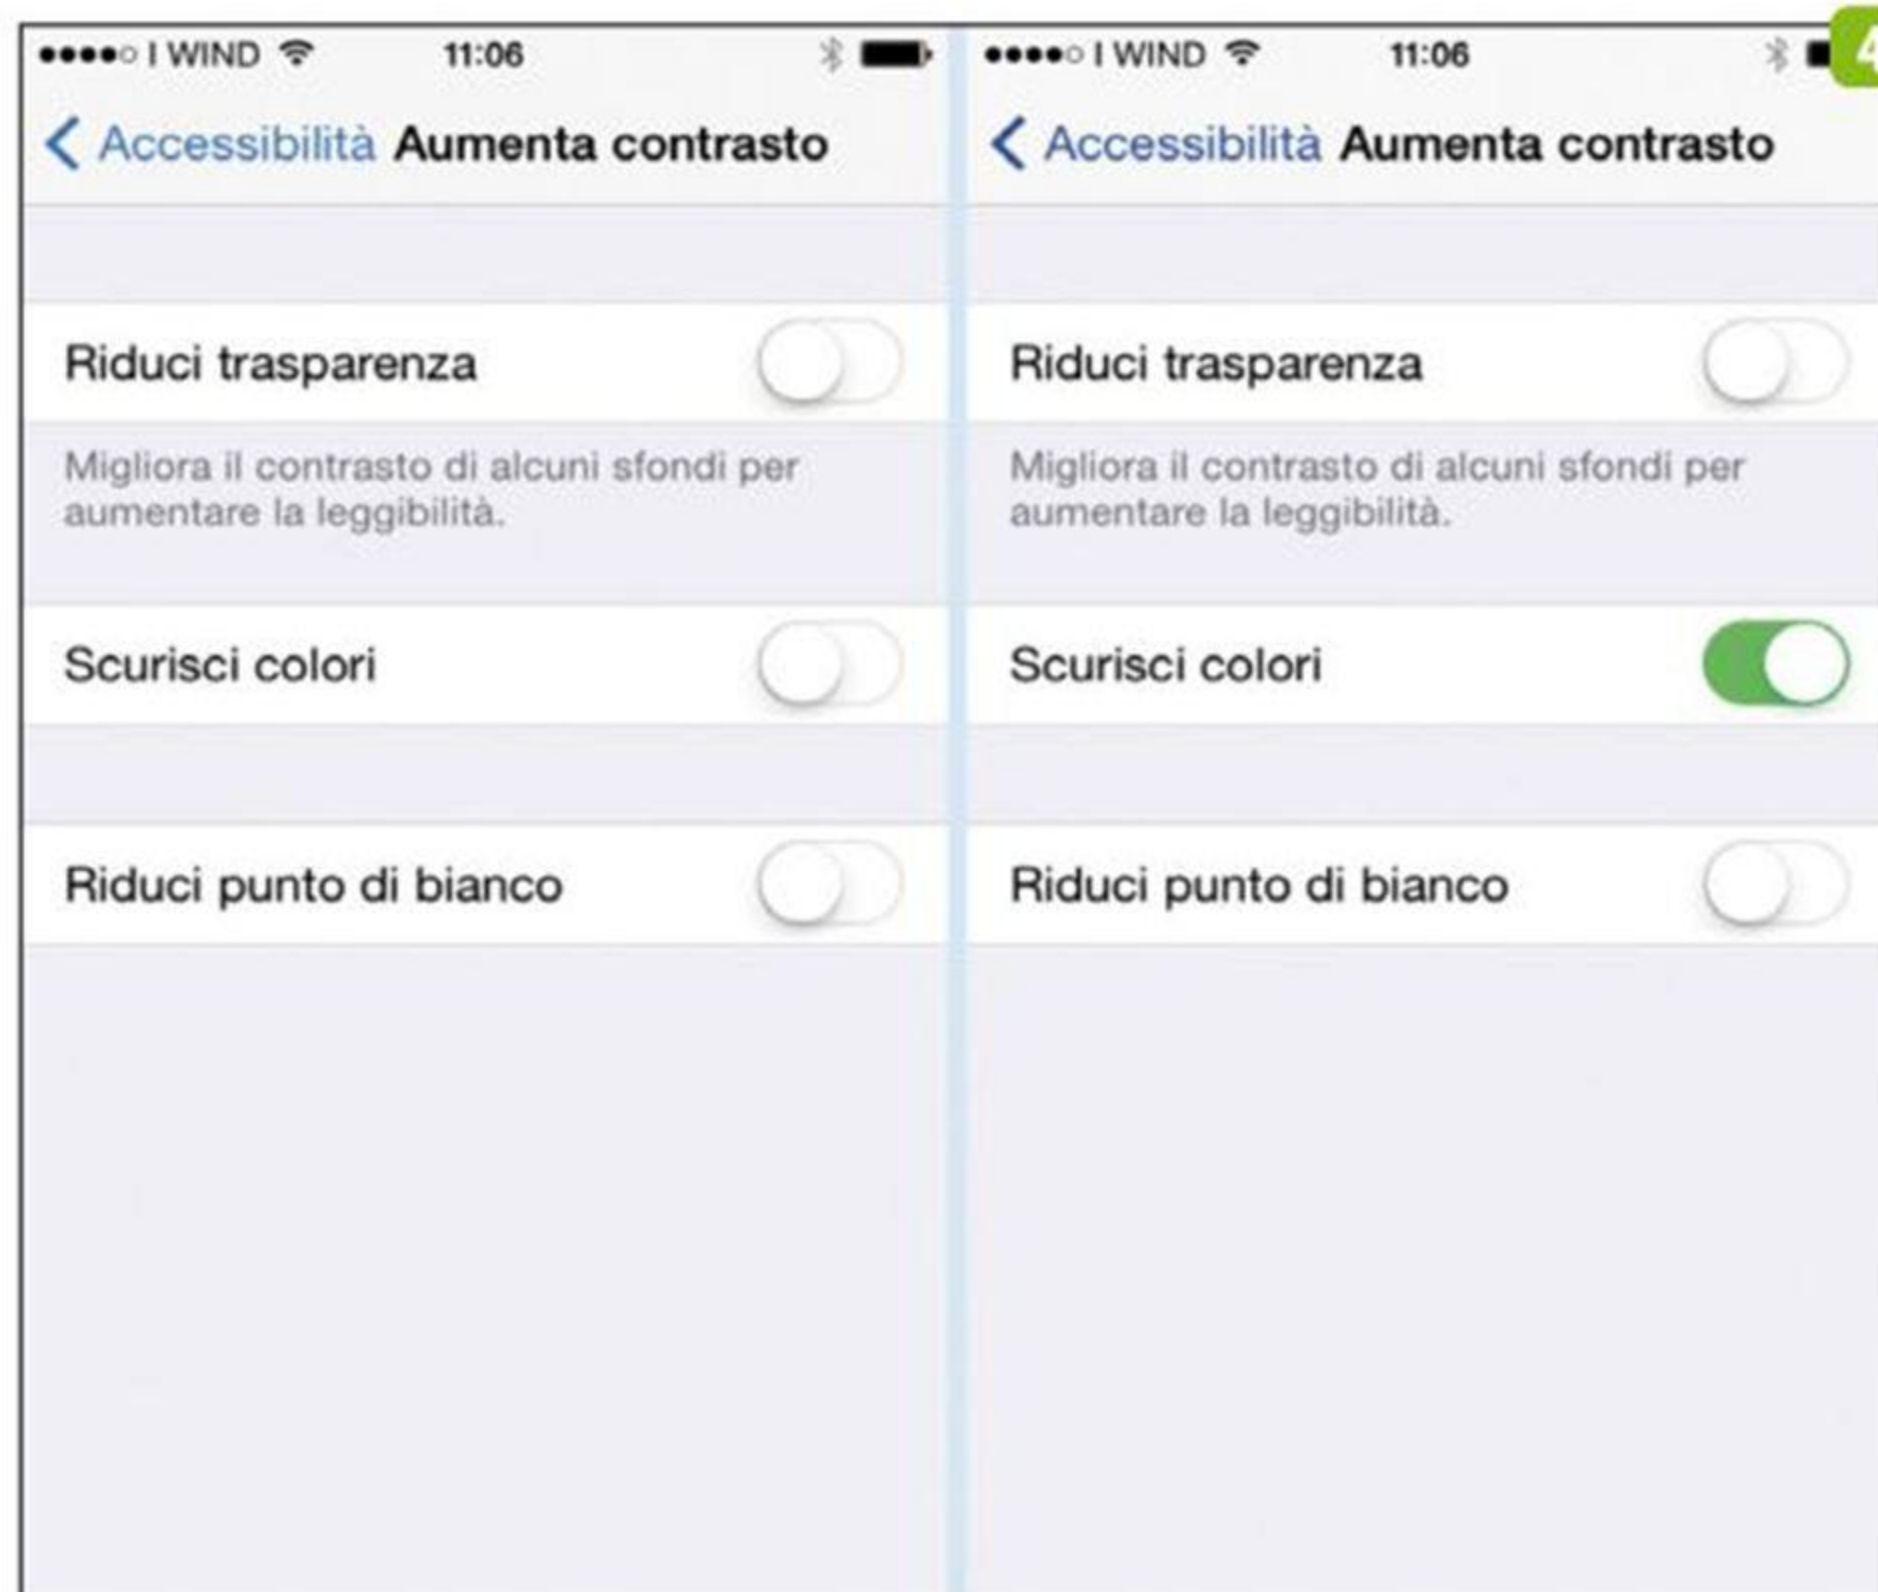 I WIND 11:06
Accessibilità Aumenta contrasto
Riduci trasparenza
Migliora il contrasto di alcuni sfondi per
aumentare la leggibilità.
Scurisci colori
Riduci punto di bianco
I WIND 11:06
4
Accessibilità Aumenta contrasto
Riduci trasparenza
Migliora il contrasto di alcuni sfondi per
aumentare la leggibilità.
Scurisci colori
Riduci punto di bianco